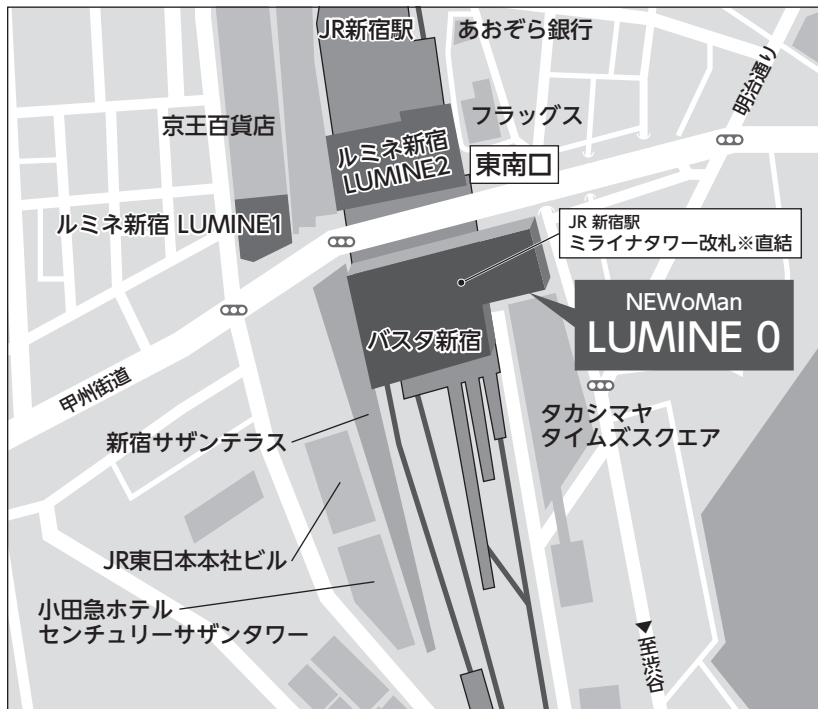 JR新宿駅
あおぞら銀行
明治通り
京王百貨店
フラッグス
ルミネ新宿
LUMINE2
東南口
ルミネ新宿 LUMINE1
JR 新宿駅
ミライナタワー改札※直結
NEWoMan
LUMINE 0
バスタ新宿
甲州街道
タカシマヤ
タイムズスクエア
新宿サザンテラス
JR東日本本社ビル
小田急ホテル
センチュリーサザンタワー
▼至渋谷